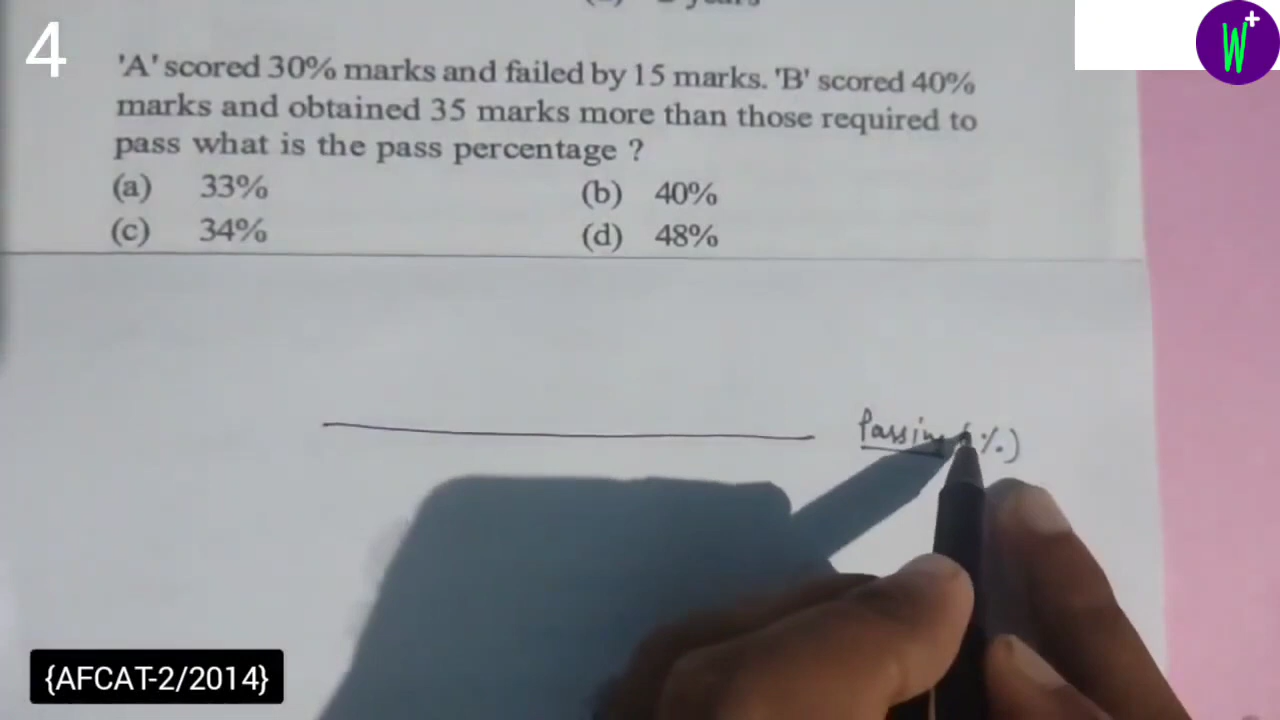 4
'A' scored 30% marks and failed by 15 marks. 'B' scored 40%
marks and obtained 35 marks more than those required to
pass what is the pass percentage ?
(a) 33% (b) 40%
(c) 34% (d) 48%
Passing (%)
{AFCAT-2/2014}
W+